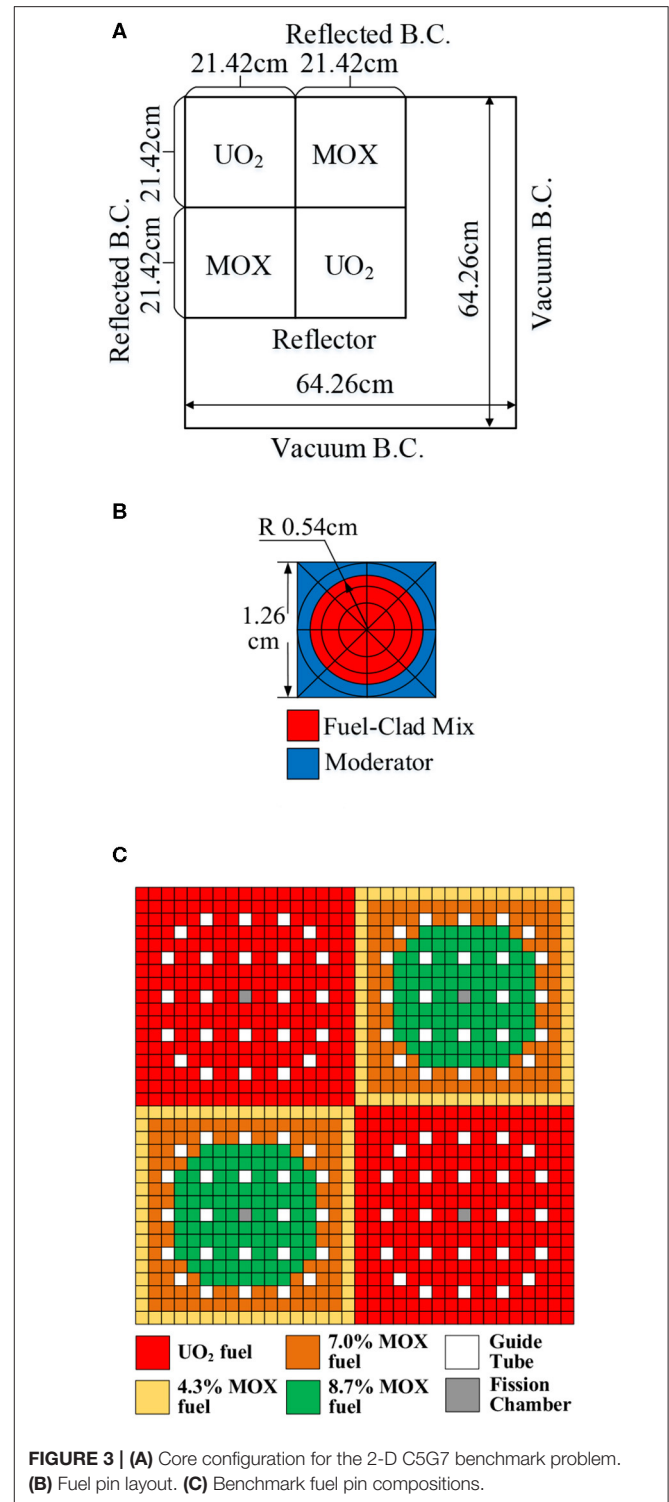 A
Reflected B.C.
21.42cm 21.42cm
21.42cm
21.42cm
Reflected B.C.
UO₂
MOX
MOX
UO₂
Reflector
64.26cm
64.26cm
Vacuum B.C.
Vacuum B.C.
B
R 0.54cm
1.26
cm
Fuel-Clad Mix
Moderator
C
UO₂ fuel
7.0% MOX
fuel
Guide
Tube
4.3% MOX
fuel
8.7% MOX
fuel
Fission
Chamber
FIGURE 3 | (A) Core configuration for the 2-D C5G7 benchmark problem.
(B) Fuel pin layout. (C) Benchmark fuel pin compositions.